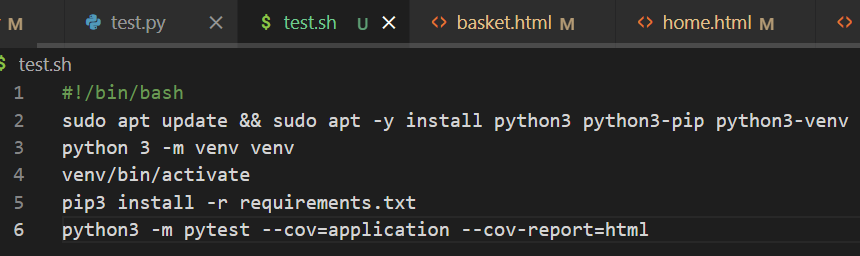 M test.py × $ test.sh U × <> basket.html M <> home.html M <>
$ test.sh
1 #!/bin/bash
2 sudo apt update && sudo apt -y install python3 python3-pip python3-venv
3 python 3 -m venv venv
4 venv/bin/activate
5 pip3 install -r requirements.txt
6 python3 -m pytest --cov=application --cov-report=html